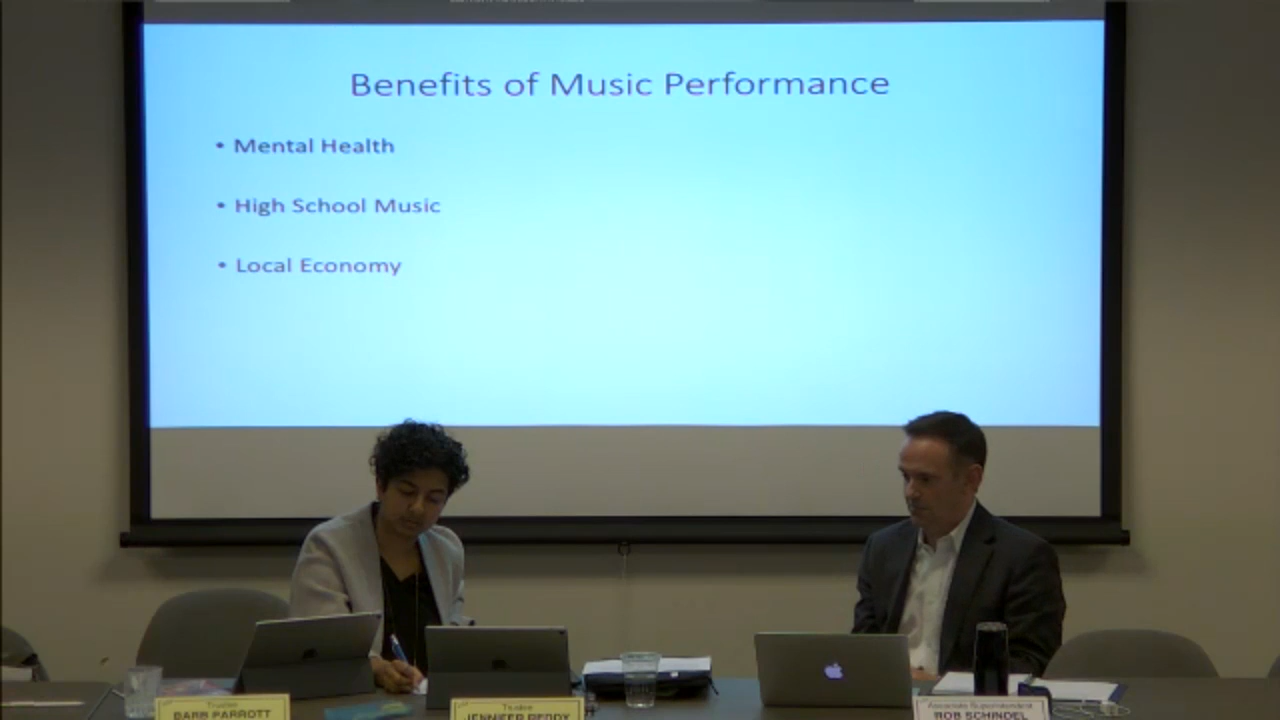 Benefits of Music Performance
• Mental Health
• High School Music
• Local Economy
Trustee
BARB PARROTT
Trustee
JENNIFER REDDY
Associate Superintendent
ROB SCHINDEL